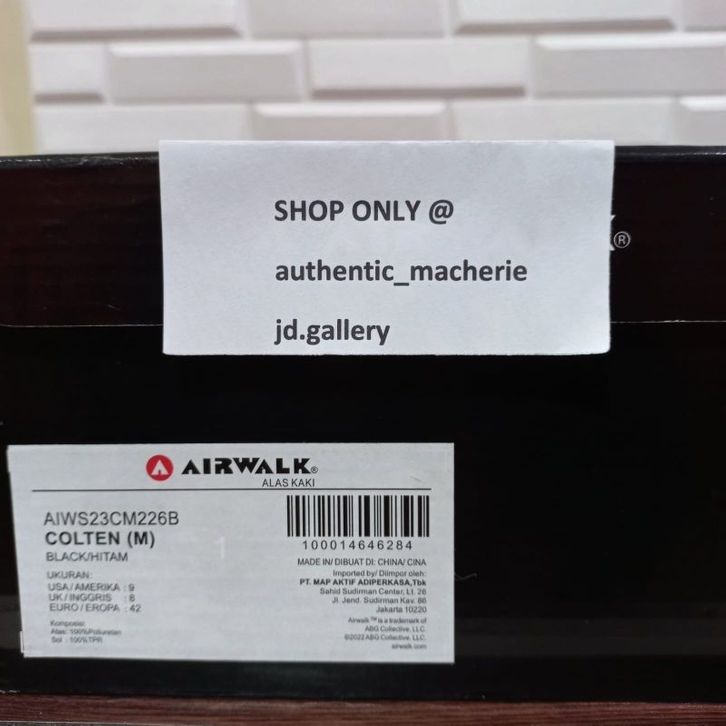 SHOP ONLY @
authentic_macherie
jd.gallery
®
AIRWALK®
ALAS KAKI
AIWS23CM226B
COLTEN (M)
BLACK/HITAM
UKURAN:
USA/AMERIKA : 9
UK/INGGRIS : 8
EURO/EROPA : 42
Komposisi:
Atas: 100%Poliuretan
Sol : 100%TPR
100014646284
MADE IN/ DIBUAT DI: CHINA/ CINA
Imported by/ Diimpor oleh:
PT. MAP AKTIF ADIPERKASA,Tbk
Sahid Sudirman Center, Lt. 26
Jl. Jend. Sudirman Kav. 86
Jakarta 10220
Airwalk™ is a trademark of
ABG Collective, LLC.
©2022 ABG Collective, LLC.
airwalk.com